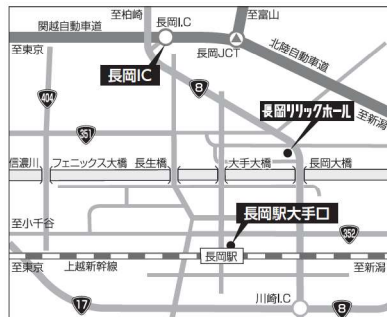 至柏崎
至富山
関越自動車道
長岡I.C
至東京
長岡JCT
北陸自動車道
長岡IC
8
404
長岡リリックホール
至新潟
351
信濃川
フェニックス大橋
長生橋
大手大橋
長岡大橋
至小千谷
長岡駅大手口
352
至東京
上越新幹線
長岡駅
至新潟
17
川崎I.C
8